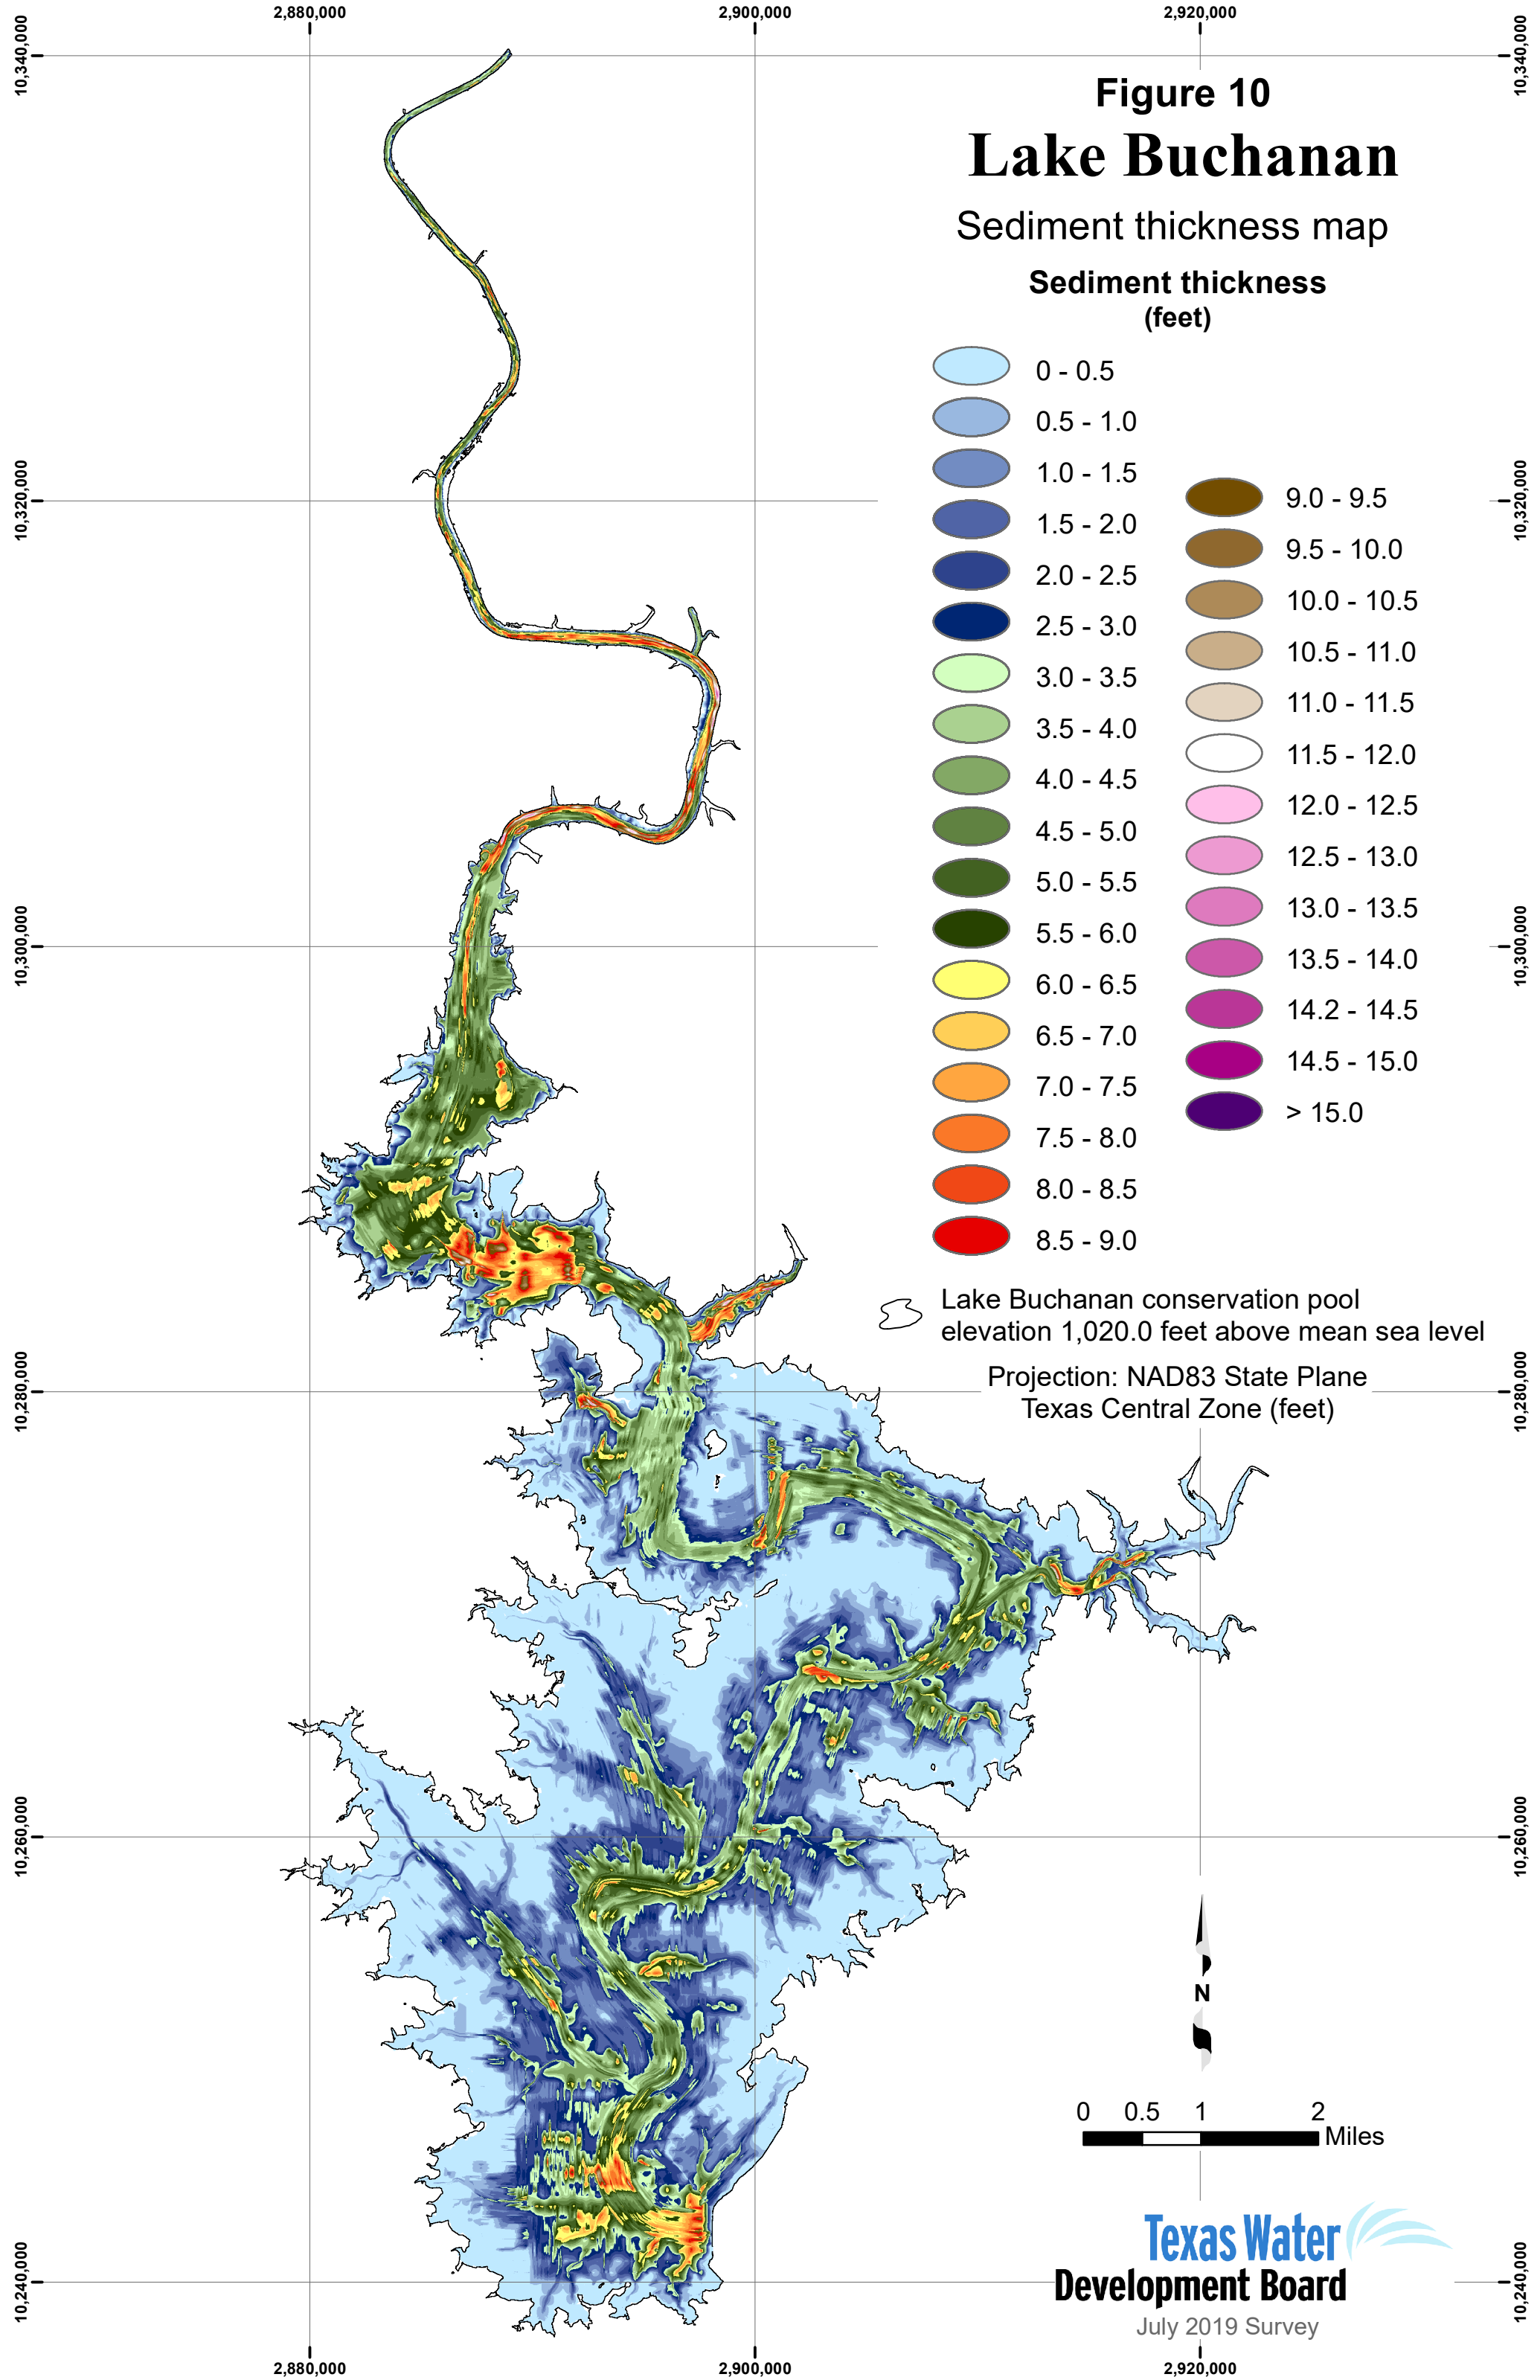 2,880,000
2,900,000
2,920,000
10,340,000
10,340,000
Figure 10
Lake Buchanan
Sediment thickness map
Sediment thickness
(feet)
0 - 0.5
0.5 - 1.0
1.0 - 1.5
1.5 - 2.0
2.0 - 2.5
2.5 - 3.0
3.0 - 3.5
3.5 - 4.0
4.0 - 4.5
4.5 - 5.0
5.0 - 5.5
5.5 - 6.0
6.0 - 6.5
6.5 - 7.0
7.0 - 7.5
7.5 - 8.0
8.0 - 8.5
8.5 - 9.0
9.0 - 9.5
9.5 - 10.0
10.0 - 10.5
10.5 - 11.0
11.0 - 11.5
11.5 - 12.0
12.0 - 12.5
12.5 - 13.0
13.0 - 13.5
13.5 - 14.0
14.2 - 14.5
14.5 - 15.0
> 15.0
10,320,000
10,320,000
10,300,000
10,300,000
Lake Buchanan conservation pool
elevation 1,020.0 feet above mean sea level
Projection: NAD83 State Plane
Texas Central Zone (feet)
10,280,000
10,280,000
10,260,000
10,260,000
N
0 0.5 1 2
Miles
Texas Water
Development Board
July 2019 Survey
10,240,000
10,240,000
2,880,000
2,900,000
2,920,000